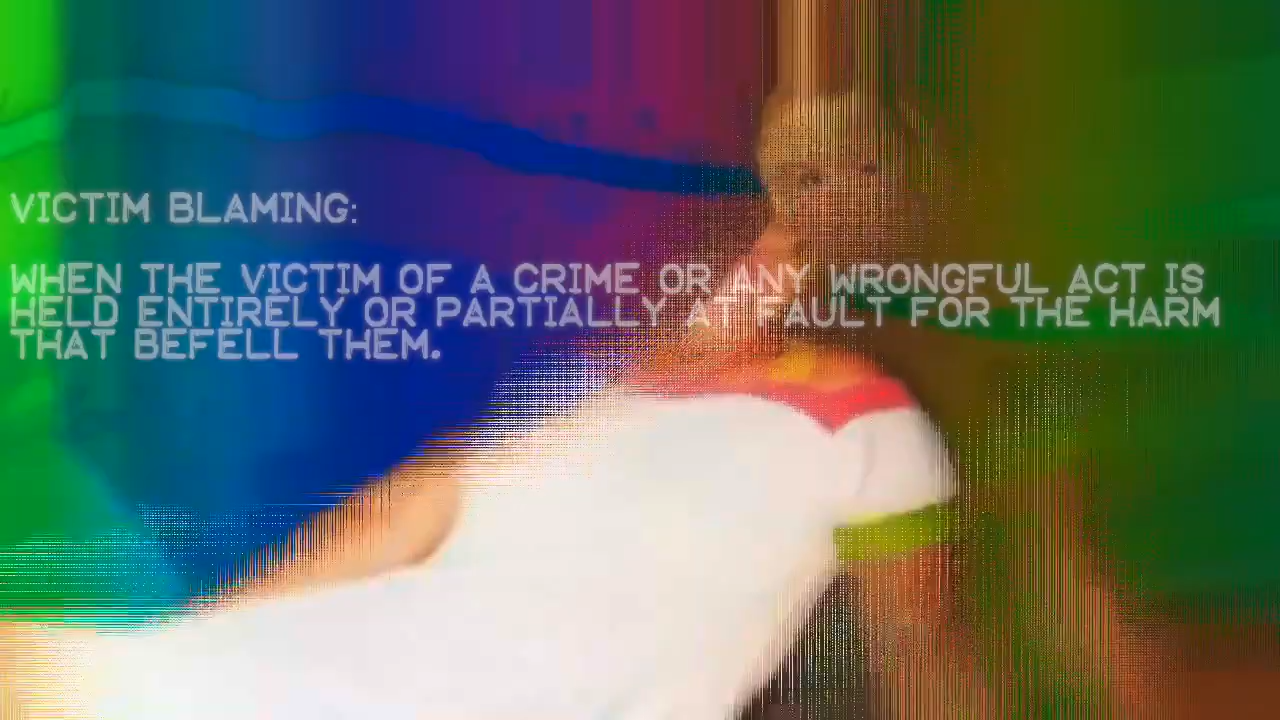 VICTIM BLAMING:
WHEN THE VICTIM OF A CRIME OR ANY WRONGFUL ACT IS
HELD ENTIRELY OR PARTIALLY AT FAULT FOR THE HARM
THAT BEFELL THEM.